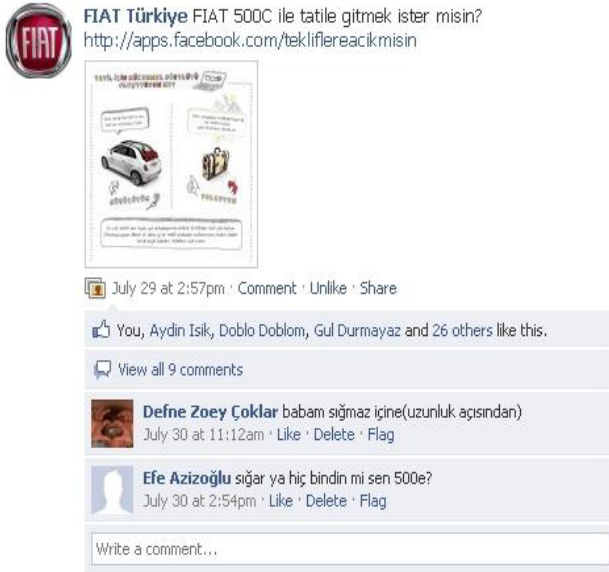 FIAT
FIAT Türkiye FIAT 500C ile tatile gitmek ister misin?
http://apps.facebook.com/tekliflereacikmisin
TATİL İÇİN
July 29 at 2:57pm · Comment · Unlike · Share
You, Aydin Isik, Doblo Doblom, Gul Durmayaz and 26 others like this.
View all 9 comments
Defne Zoey Çoklar babam sığmaz içine(uzunluk açısından)
July 30 at 11:12am · Like · Delete · Flag
Efe Azizoğlu sığar ya hiç bindin mi sen 500e?
July 30 at 2:54pm · Like · Delete · Flag
Write a comment...